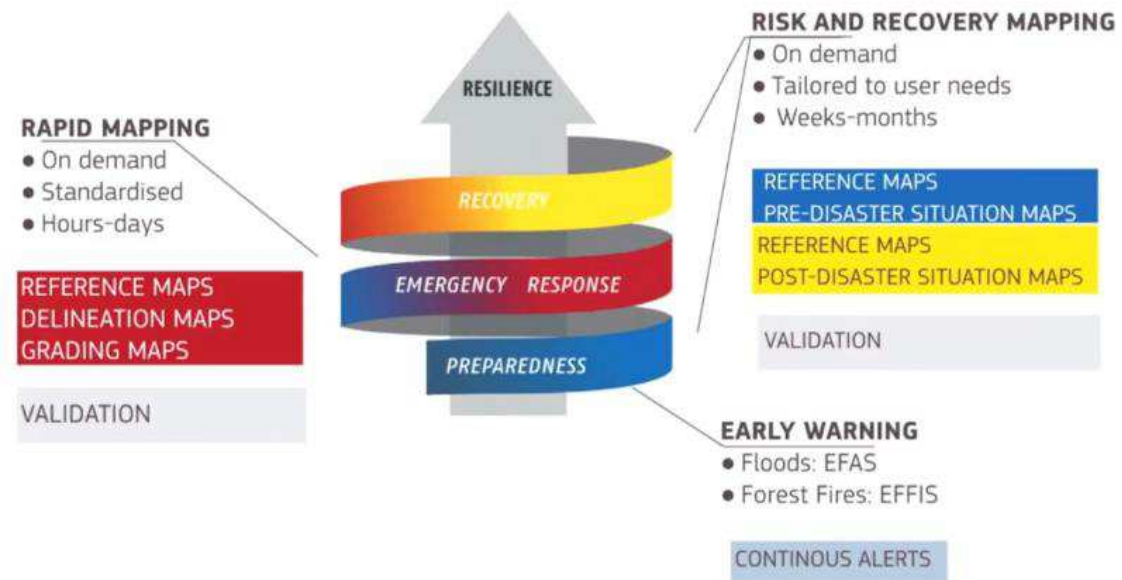 RISK AND RECOVERY MAPPING
● On demand
● Tailored to user needs
● Weeks-months
RESILIENCE
RAPID MAPPING
● On demand
● Standardised
● Hours-days
REFERENCE MAPS
DELINEATION MAPS
GRADING MAPS
VALIDATION
RECOVERY
EMERGENCY RESPONSE
PREPAREDNESS
REFERENCE MAPS
PRE-DISASTER SITUATION MAPS
REFERENCE MAPS
POST-DISASTER SITUATION MAPS
VALIDATION
EARLY WARNING
● Floods: EFAS
● Forest Fires: EFFIS
CONTINOUS ALERTS